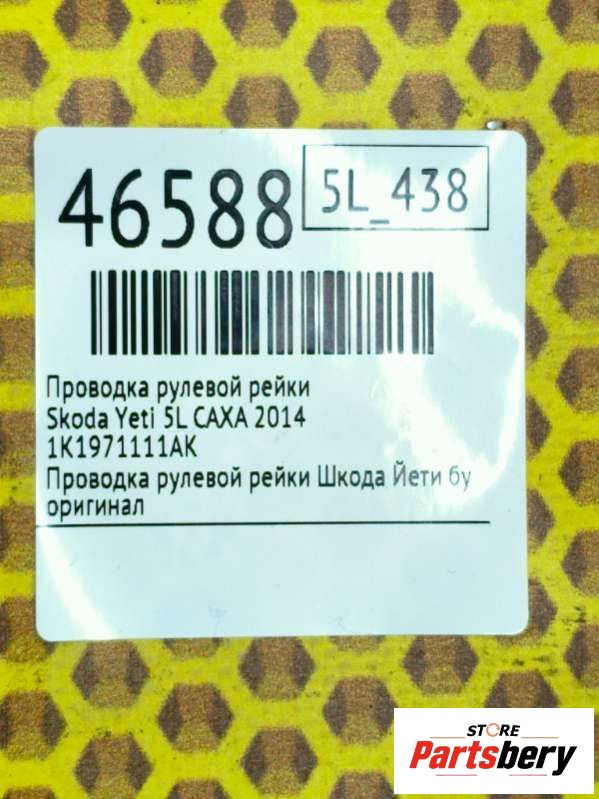 46588
5L_438
Проводка рулевой рейки
Skoda Yeti 5L CAXA 2014
1K1971111AK
Проводка рулевой рейки Шкода Йети бу
оригинал
STORE
Partsbery